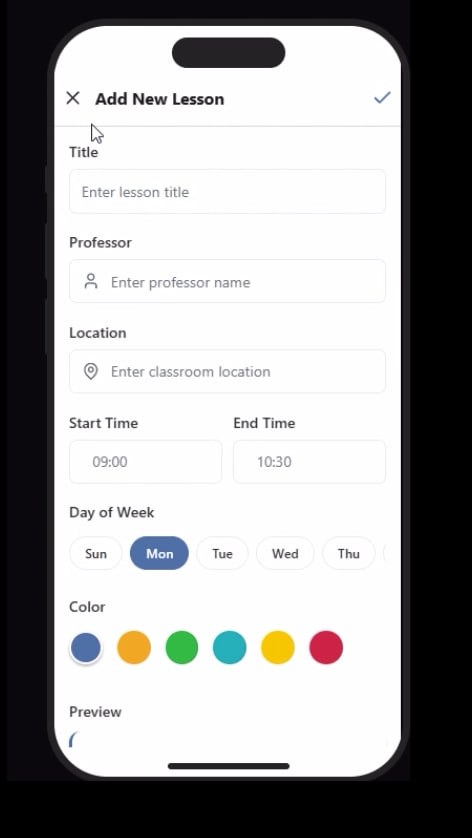 Add New Lesson
Title
Enter lesson title
Professor
Enter professor name
Location
Enter classroom location
Start Time End Time
09:00 10:30
Day of Week
Sun Mon Tue Wed Thu
Color
Preview